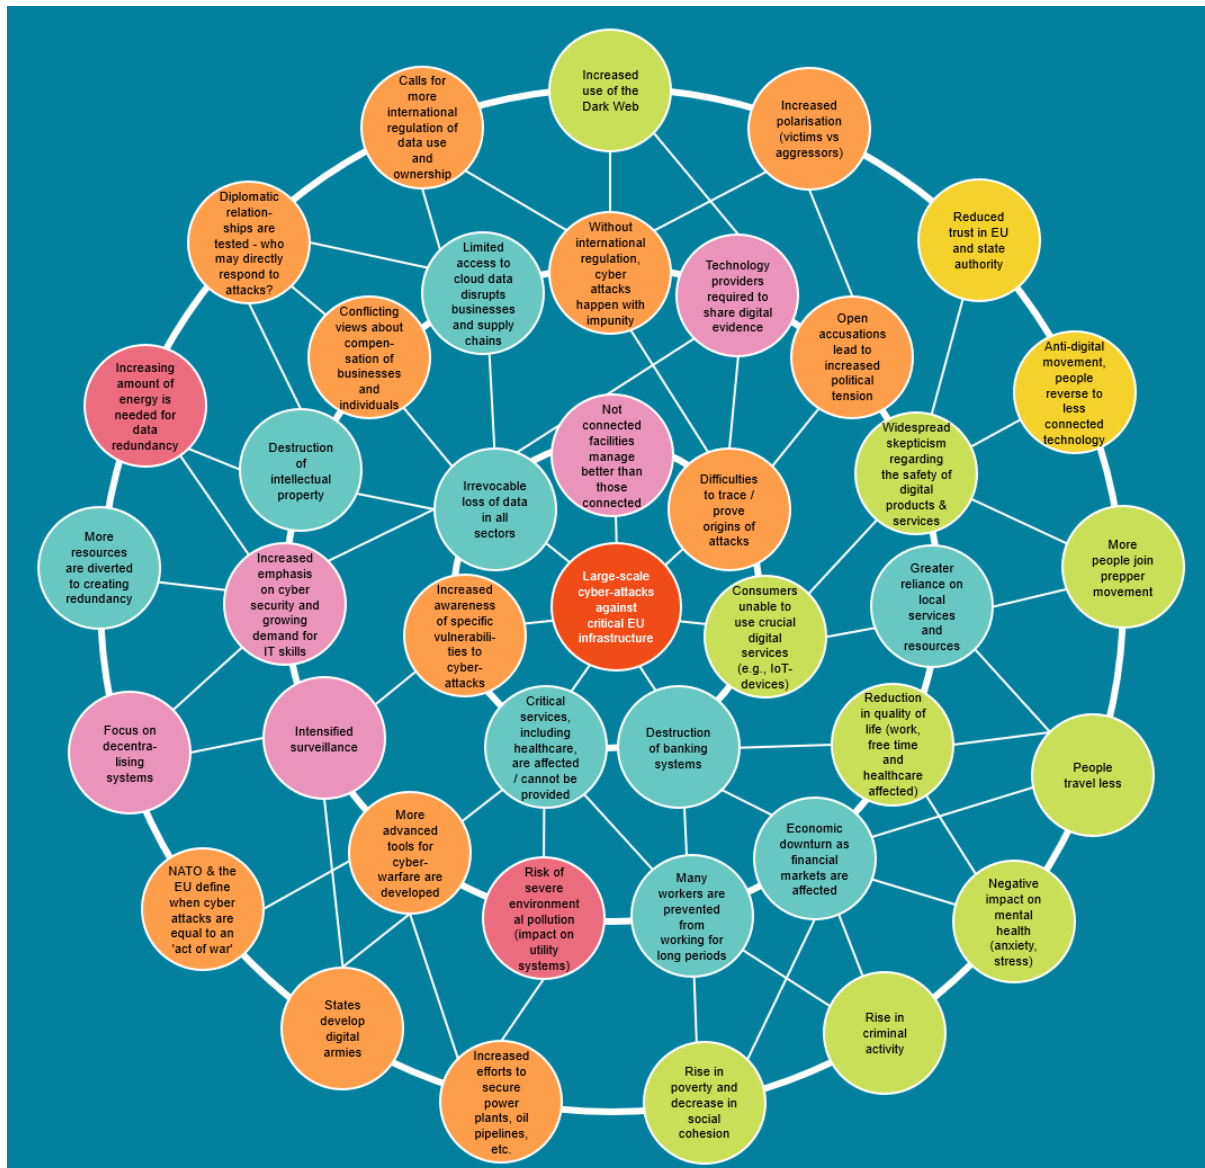 Increased
use of the
Dark Web
Calls for
more
international
regulation of
data use
and
ownership
Increased
polarisation
(victims vs
aggressors)
Diplomatic
relation-
ships are
tested - who
may directly
respond to
attacks?
Reduced
trust in EU
and state
authority
Limited
access to
cloud data
disrupts
businesses
and supply
chains
Without
international
regulation,
cyber
attacks
happen with
impunity
Technology
providers
required to
share digital
evidence
Conflicting
views about
compen-
sation of
businesses
and
individuals
Open
accusations
lead to
increased
political
tension
Increasing
amount of
energy is
needed for
data
redundancy
Anti-digital
movement,
people
reverse to
less
connected
technology
Destruction
of
intellectual
property
Not
connected
facilities
manage
better than
those
connected
Widespread
skepticism
regarding
the safety of
digital
products &
services
Irrevocable
loss of data
in all
sectors
Difficulties
to trace /
prove
origins of
attacks
More
resources
are diverted
to creating
redundancy
More
people join
prepper
movement
Increased
emphasis
on cyber
security and
growing
demand for
IT skills
Large-scale
cyber-attacks
against
critical EU
infrastructure
Greater
reliance on
local
services
and
resources
Increased
awareness
of specific
vulnerabili-
ties to
cyber-
attacks
Consumers
unable to
use crucial
digital
services
(e.g., IoT-
devices)
Focus on
decentra-
lising
systems
Intensified
surveillance
Critical
services,
including
healthcare,
are affected
/ cannot be
provided
Destruction
of banking
systems
Reduction
in quality of
life (work,
free time
and
healthcare
affected)
People
travel less
More
advanced
tools for
cyber-
warfare are
developed
Economic
downturn as
financial
markets are
affected
NATO & the
EU define
when cyber
attacks are
equal to an
'act of war'
Risk of
severe
environment
al pollution
(impact on
utility
systems)
Many
workers are
prevented
from
working for
long periods
Negative
impact on
mental
health
(anxiety,
stress)
States
develop
digital
armies
Rise in
criminal
activity
Increased
efforts to
secure
power
plants, oil
pipelines,
etc.
Rise in
poverty and
decrease in
social
cohesion